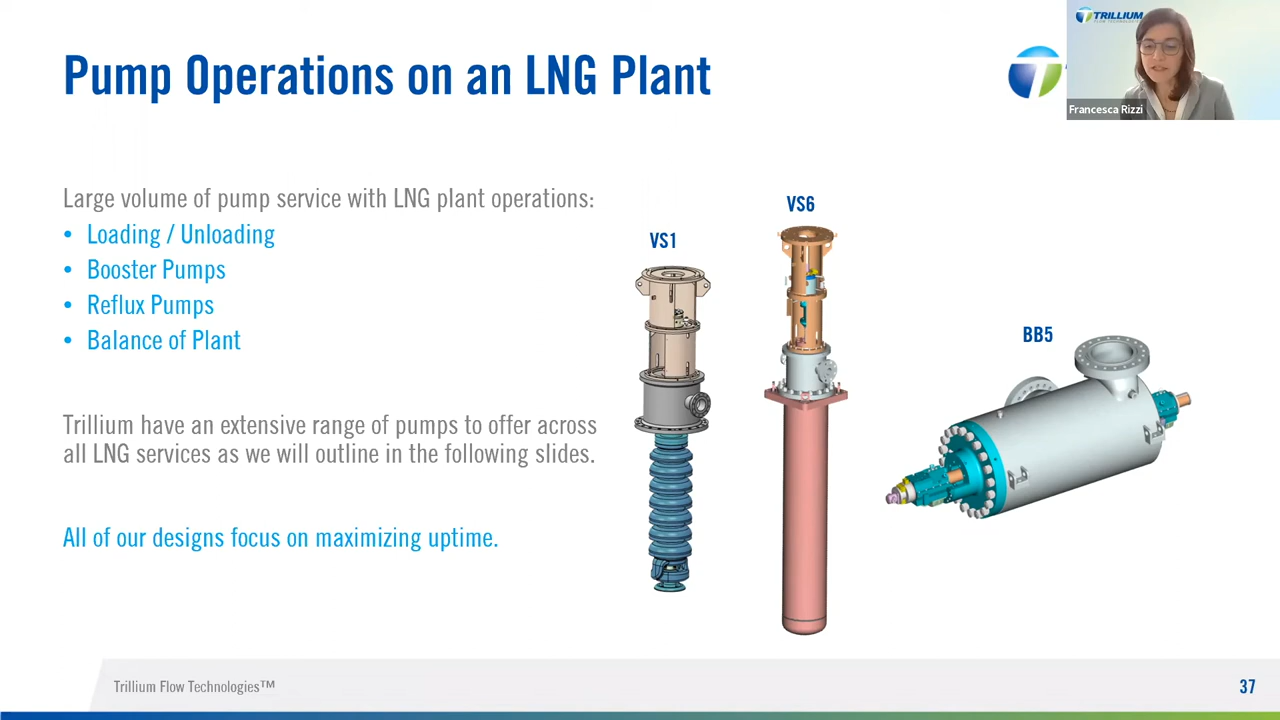 Pump Operations on an LNG Plant
TRILLIUM
FLOW TECHNOLOGIES
Francesca Rizzi
Large volume of pump service with LNG plant operations:
• Loading / Unloading
• Booster Pumps
• Reflux Pumps
• Balance of Plant
Trillium have an extensive range of pumps to offer across
all LNG services as we will outline in the following slides.
All of our designs focus on maximizing uptime.
VS1
VS6
BB5
Trillium Flow Technologies™
37